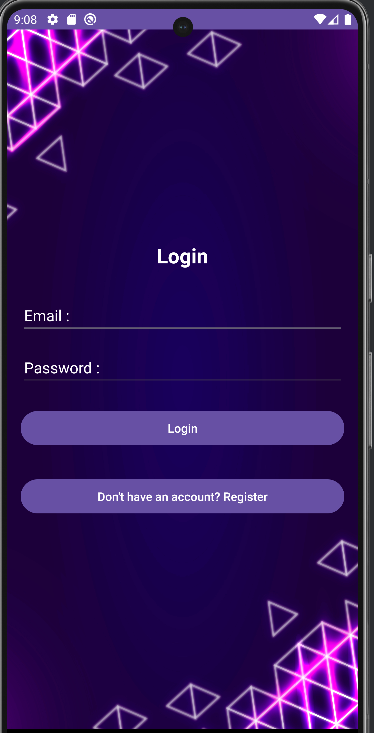 9:08
Login
Email :
Password :
Login
Don't have an account? Register